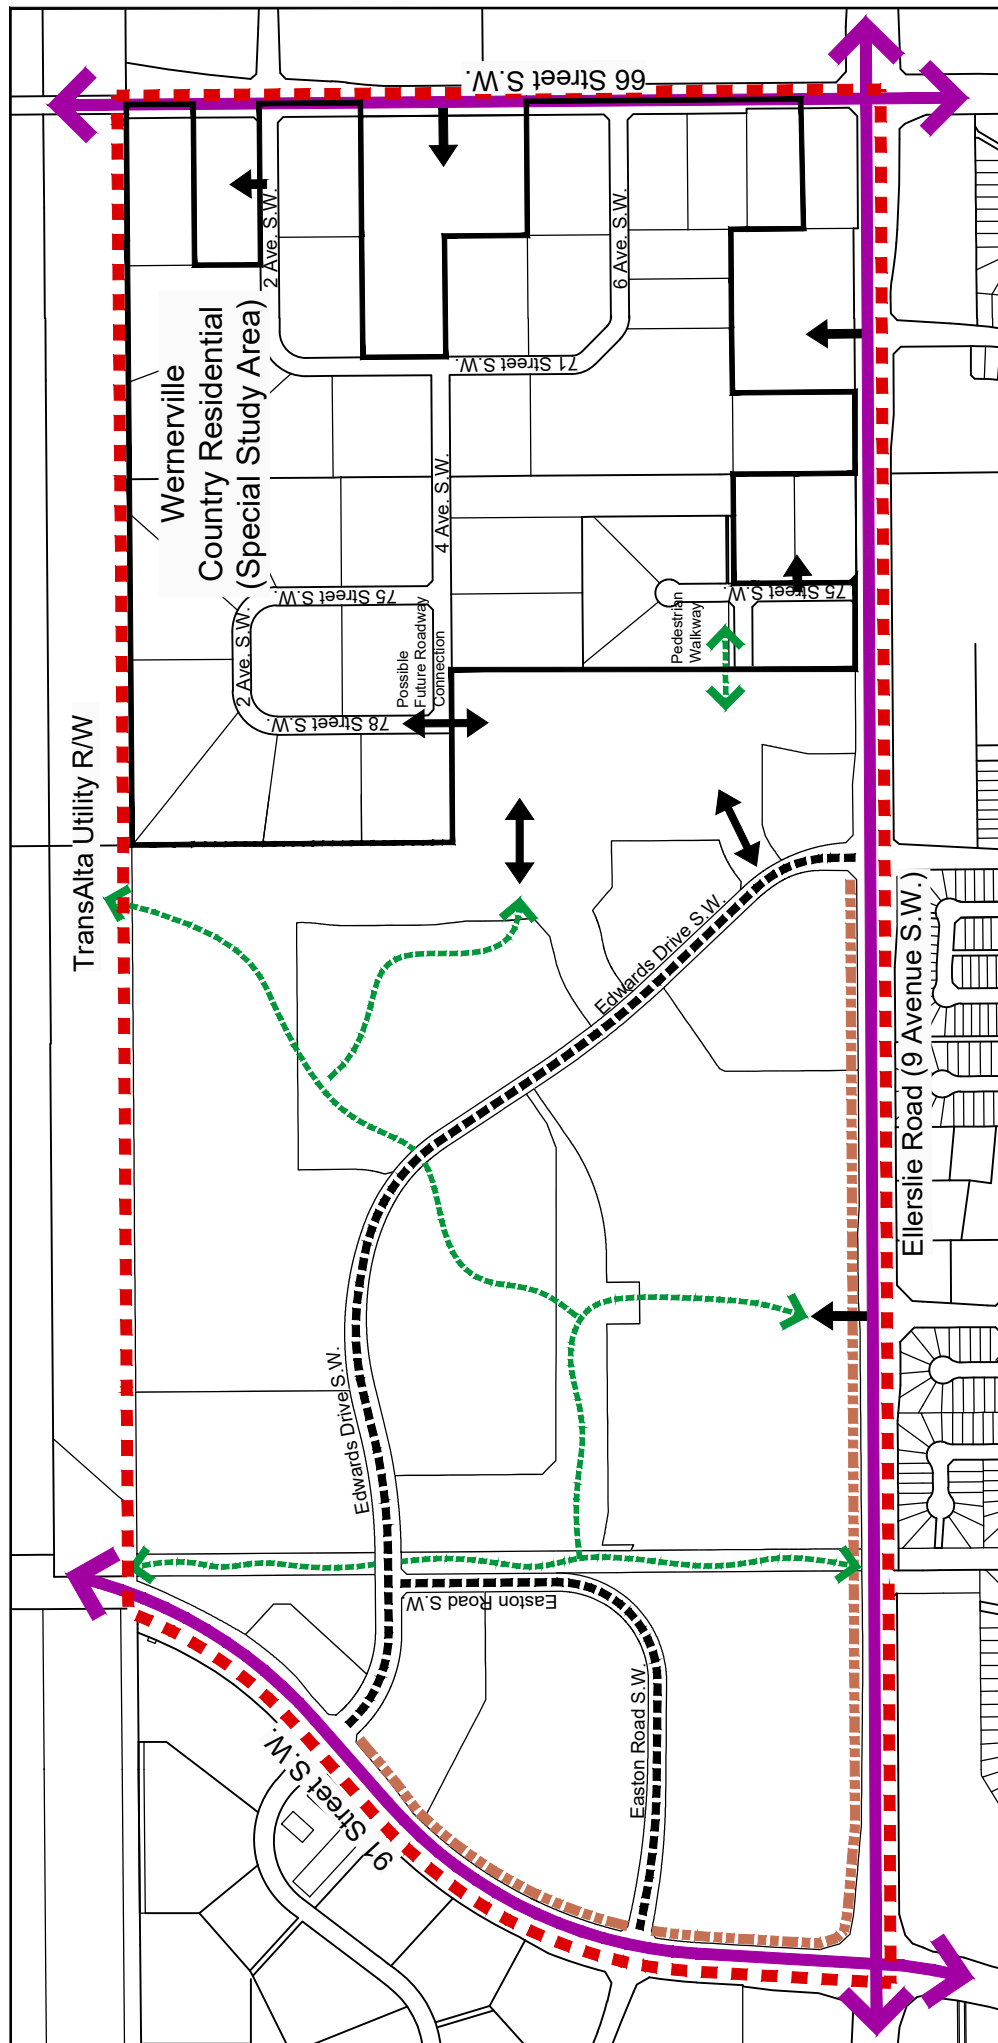 66 Street S.W.
2 Ave. S.W.
6 Ave. S.W.
Wernerville
Country Residential
(Special Study Area)
71 Street S.W.
4 Ave. S.W.
75 Street S.W.
75 Street S.W.
2 Ave. S.W.
Possible
Future Roadway
Connection
Pedestrian
Walkway
78 Street S.W.
TransAlta Utility R/W
Edwards Drive S.W.
Ellerslie Road (9 Avenue S.W.)
Edwards Drive S.W.
Easton Road S.W.
Easton Road S.W.
91 Street S.W.